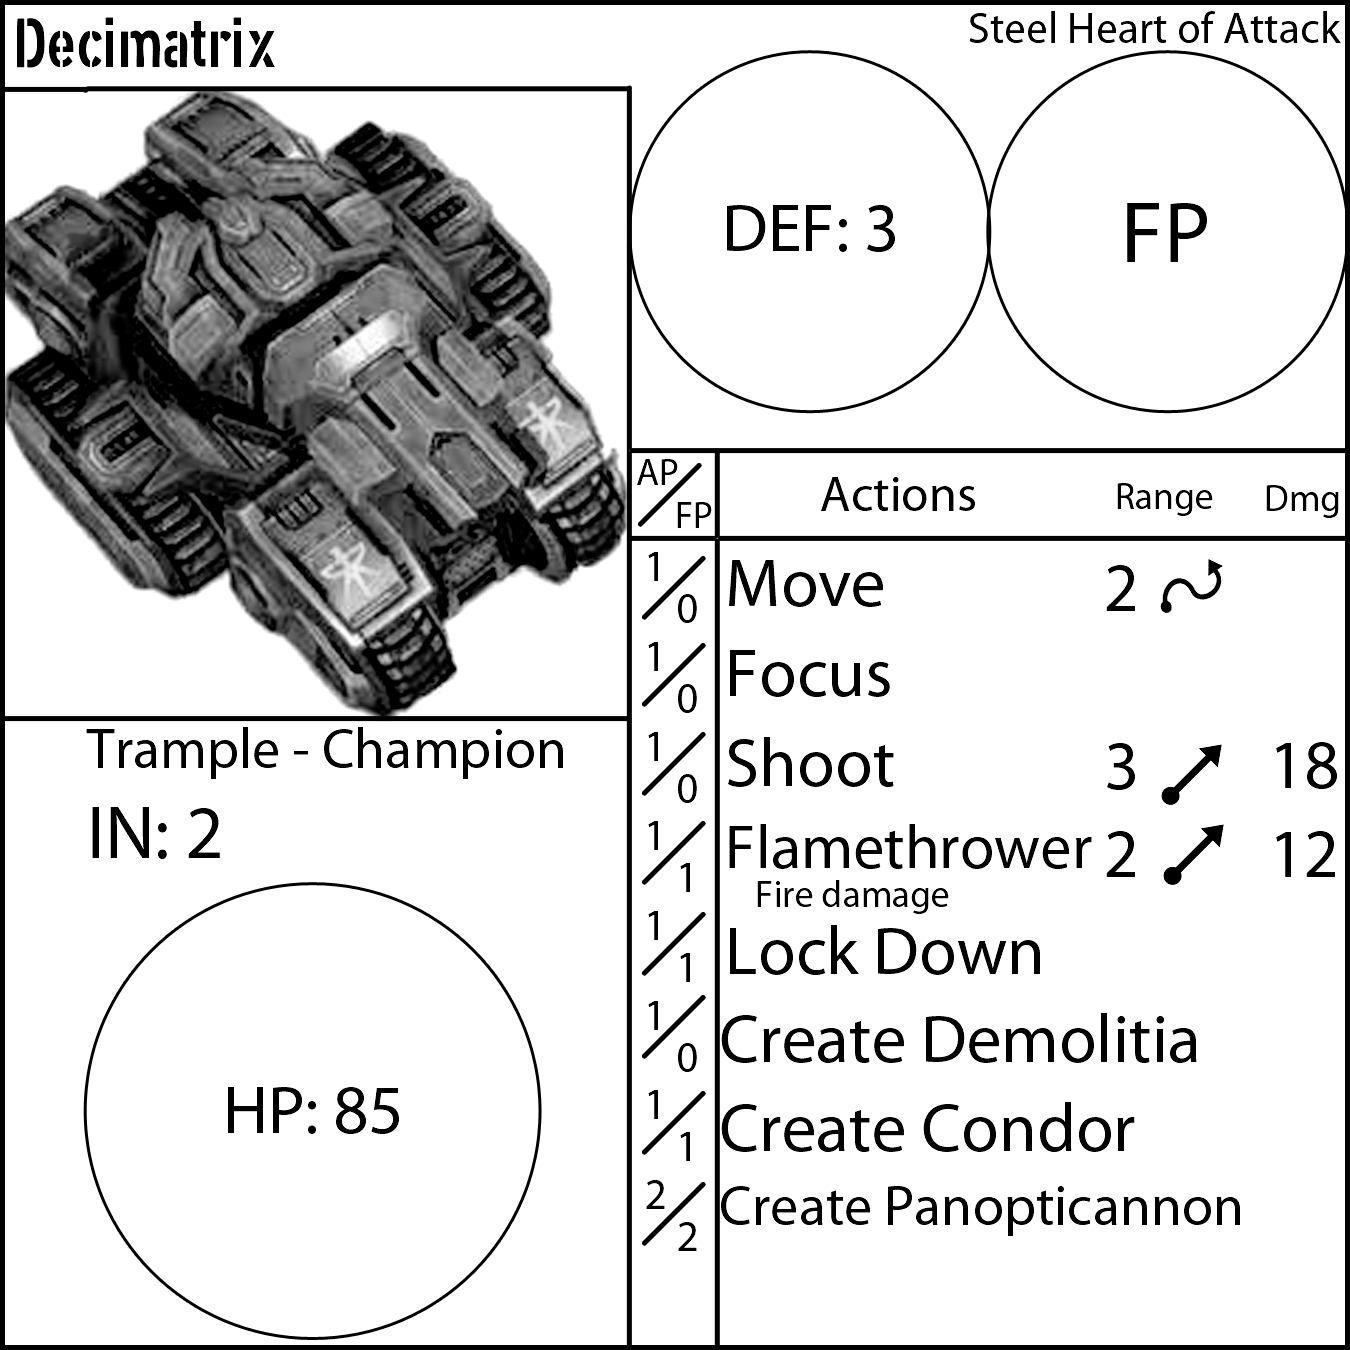 Decimatrix
Steel Heart of Attack
DEF: 3
FP
Trample - Champion
IN: 2
HP: 85
AP/FP Actions Range Dmg
1/0 Move 2
1/0 Focus
1/0 Shoot 3 18
1/1 Flamethrower 2 12
Fire damage
1/1 Lock Down
1/0 Create Demolitia
1/1 Create Condor
2/2 Create Panopticannon